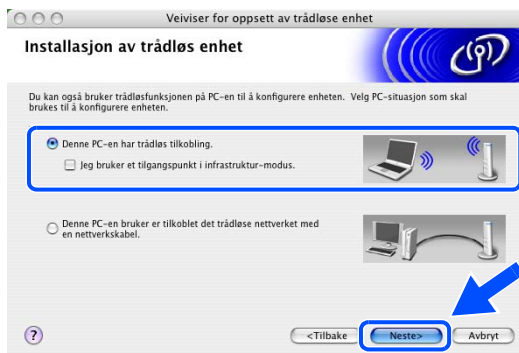 Veiviser for oppsett av trådløse enhet
Installasjon av trådløs enhet
Du kan også bruker trådløsfunksjonen på PC-en til å konfigurere enheten. Velg PC-situasjon som skal
brukes til å konfigurere enheten.
Denne PC-en har trådløs tilkobling.
Jeg bruker et tilgangspunkt i infrastruktur-modus.
Denne PC-en bruker er tilkoblet det trådløse nettverket med
en nettverkskabel.
? <Tilbake Neste> Avbryt